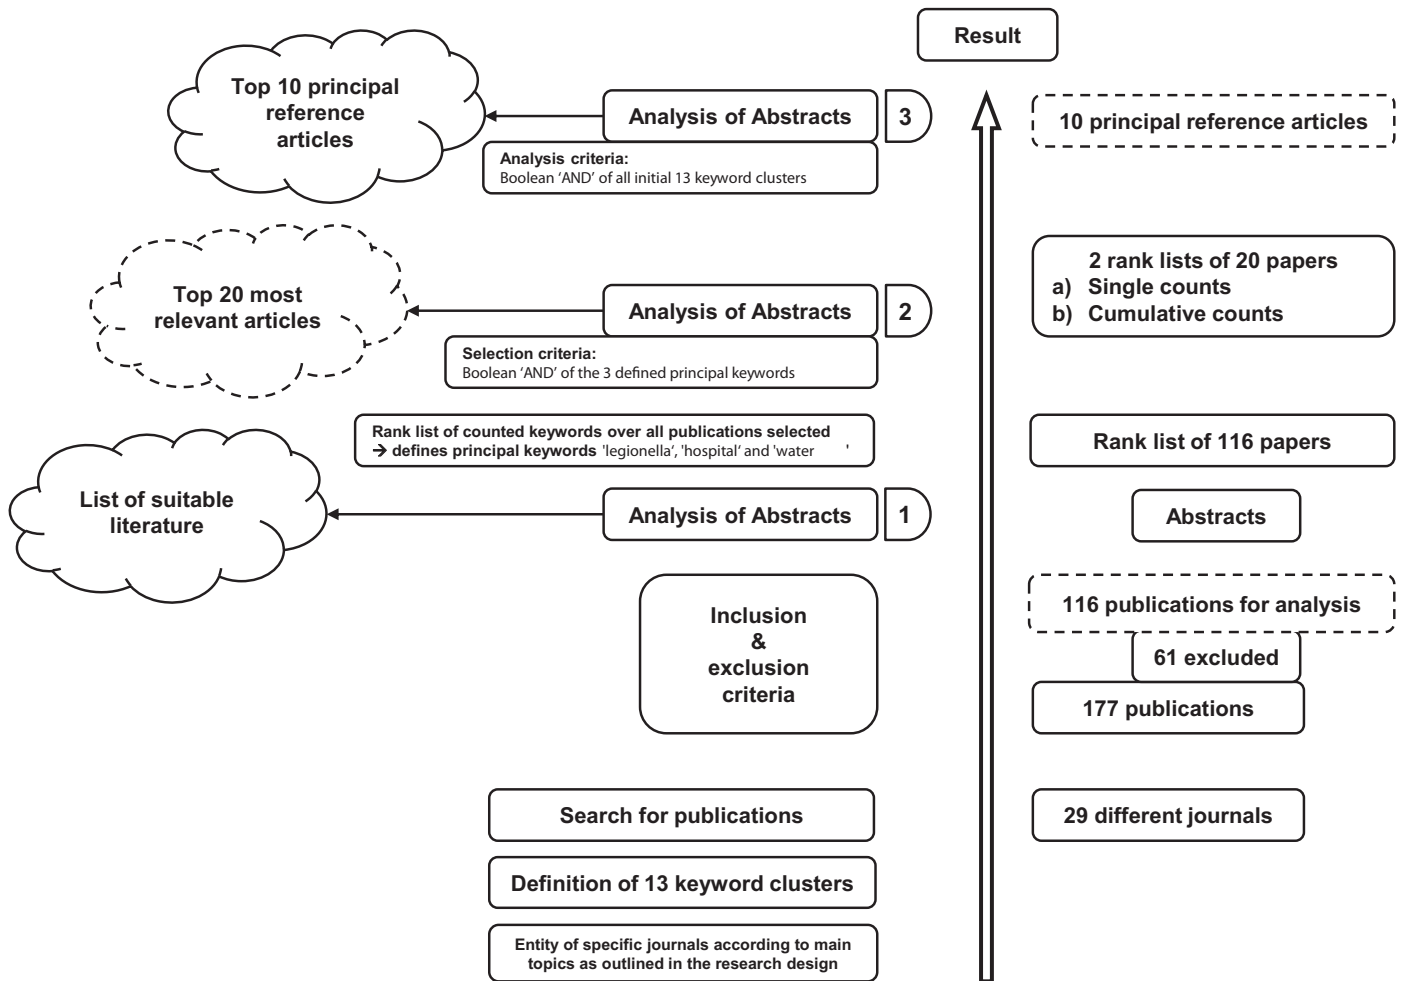 Result
Top 10 principal
reference
articles
Analysis of Abstracts
3
10 principal reference articles
Analysis criteria:
Boolean ‘AND’ of all initial 13 keyword clusters
Top 20 most
relevant articles
Analysis of Abstracts
2
2 rank lists of 20 papers
a) Single counts
b) Cumulative counts
Selection criteria:
Boolean ‘AND’ of the 3 defined principal keywords
Rank list of counted keywords over all publications selected
→ defines principal keywords 'legionella', 'hospital' and 'water '
Rank list of 116 papers
List of suitable
literature
Analysis of Abstracts
1
Abstracts
Inclusion
&
exclusion
criteria
116 publications for analysis
61 excluded
177 publications
Search for publications
29 different journals
Definition of 13 keyword clusters
Entity of specific journals according to main
topics as outlined in the research design